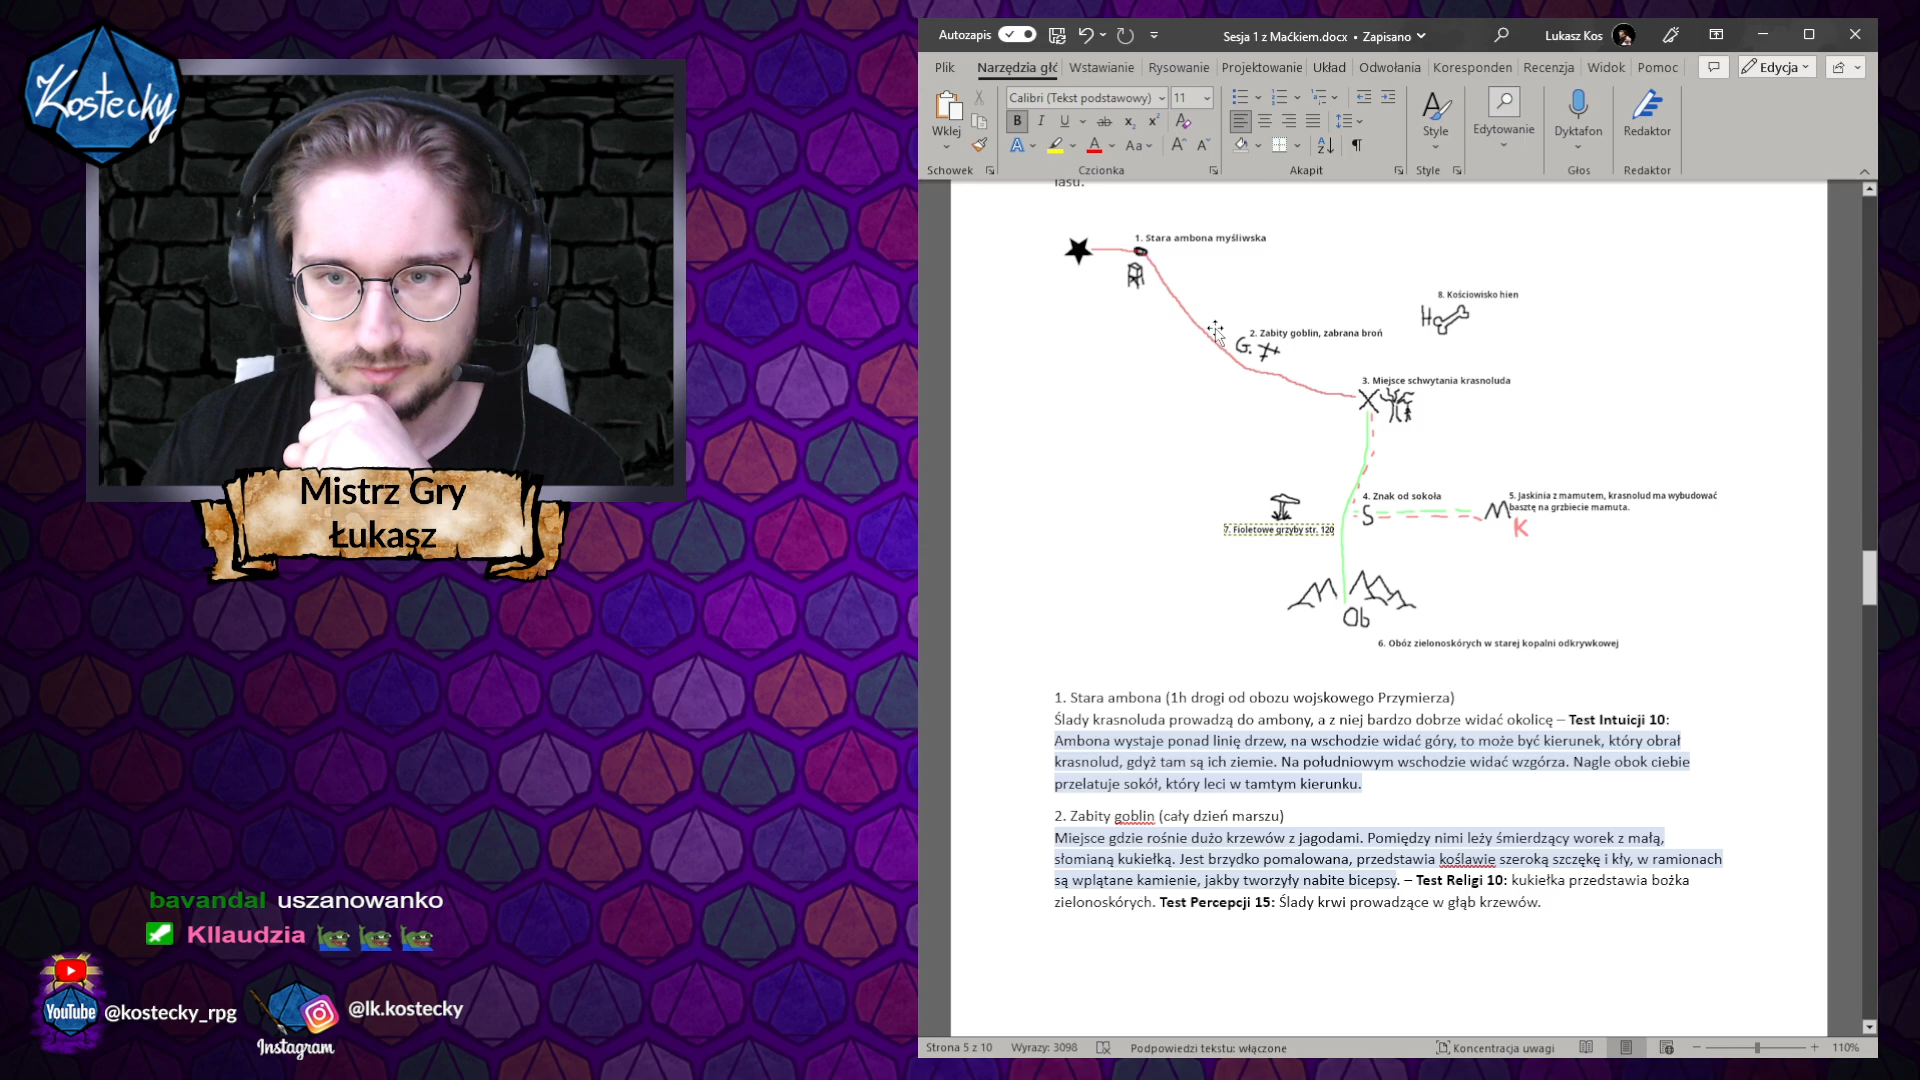 Kostecky
Mistrz Gry
Łukasz
bavandal uszanowanko
Kllaudzia
YouTube @kostecky_rpg
@lk.kostecky
Instagram
Autozapis
Sesja 1 z Maćkiem.docx • Zapisano
Lukasz Kos
Plik Narzędzia głó Wstawianie Rysowanie Projektowanie Układ Odwołania Koresponden Recenzja Widok Pomoc
Edycja
Wklej
Calibri (Tekst podstawowy) 11
Style
Edytowanie
Dyktafon
Redaktor
Schowek
Czcionka
Akapit
Style
Głos
Redaktor
lasu.
1. Stara ambona myśliwska
8. Kościowisko hien
H
2. Zabity goblin, zabrana broń
G.
3. Miejsce schwytania krasnoluda
X
4. Znak od sokoła
S
5. Jaskinia z mamutem, krasnolud ma wybudować
basztę na grzbiecie mamuta.
M
K
7. Fioletowe grzyby str. 120
Ob
6. Obóz zielonoskórych w starej kopalni odkrywkowej
1. Stara ambona (1h drogi od obozu wojskowego Przymierza)
Ślady krasnoluda prowadzą do ambony, a z niej bardzo dobrze widać okolicę – Test Intuicji 10:
Ambona wystaje ponad linię drzew, na wschodzie widać góry, to może być kierunek, który obrał
krasnolud, gdyż tam są ich ziemie. Na południowym wschodzie widać wzgórza. Nagle obok ciebie
przelatuje sokół, który leci w tamtym kierunku.
2. Zabity goblin (cały dzień marszu)
Miejsce gdzie rośnie dużo krzewów z jagodami. Pomiędzy nimi leży śmierdzący worek z małą,
słomianą kukiełką. Jest brzydko pomalowana, przedstawia koślawie szeroką szczękę i kły, w ramionach
są wplątane kamienie, jakby tworzyły nabite bicepsy. – Test Religi 10: kukiełka przedstawia bożka
zielonoskórych. Test Percepcji 15: Ślady krwi prowadzące w głąb krzewów.
Strona 5 z 10 Wyrazy: 3098 Podpowiedzi tekstu: włączone Koncentracja uwagi 110%